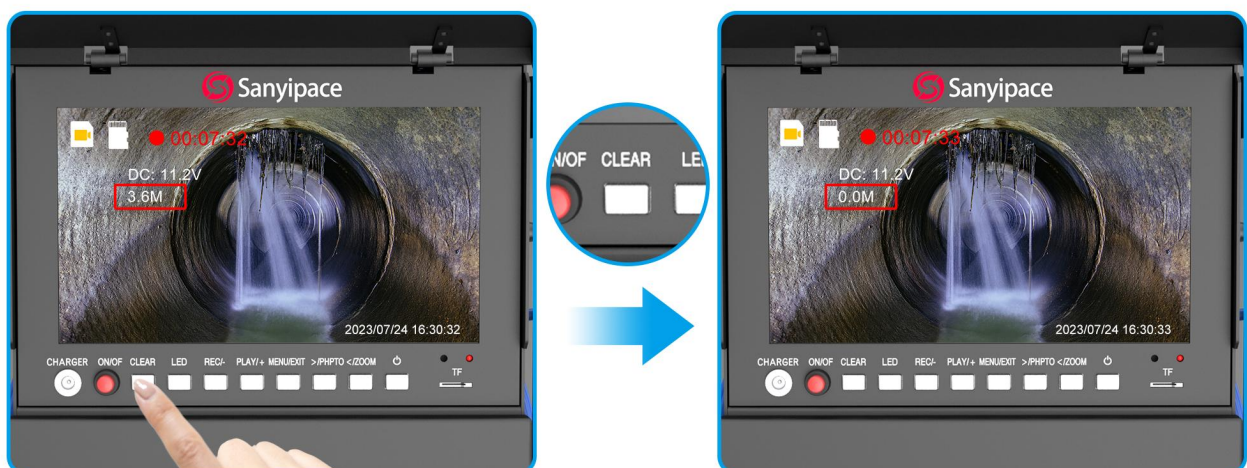 Sanyipace
00:07:32
DC: 11.2V
3.6M
2023/07/24 16:30:32
CHARGER ON/OF CLEAR LED REC/- PLAY/+ MENU/EXIT >/PHPTO </ZOOM
TF
N/OF CLEAR LE
Sanyipace
00:07:33
DC: 11.2V
0.0M
2023/07/24 16:30:33
CHARGER ON/OF CLEAR LED REC/- PLAY/+ MENU/EXIT >/PHPTO </ZOOM
TF